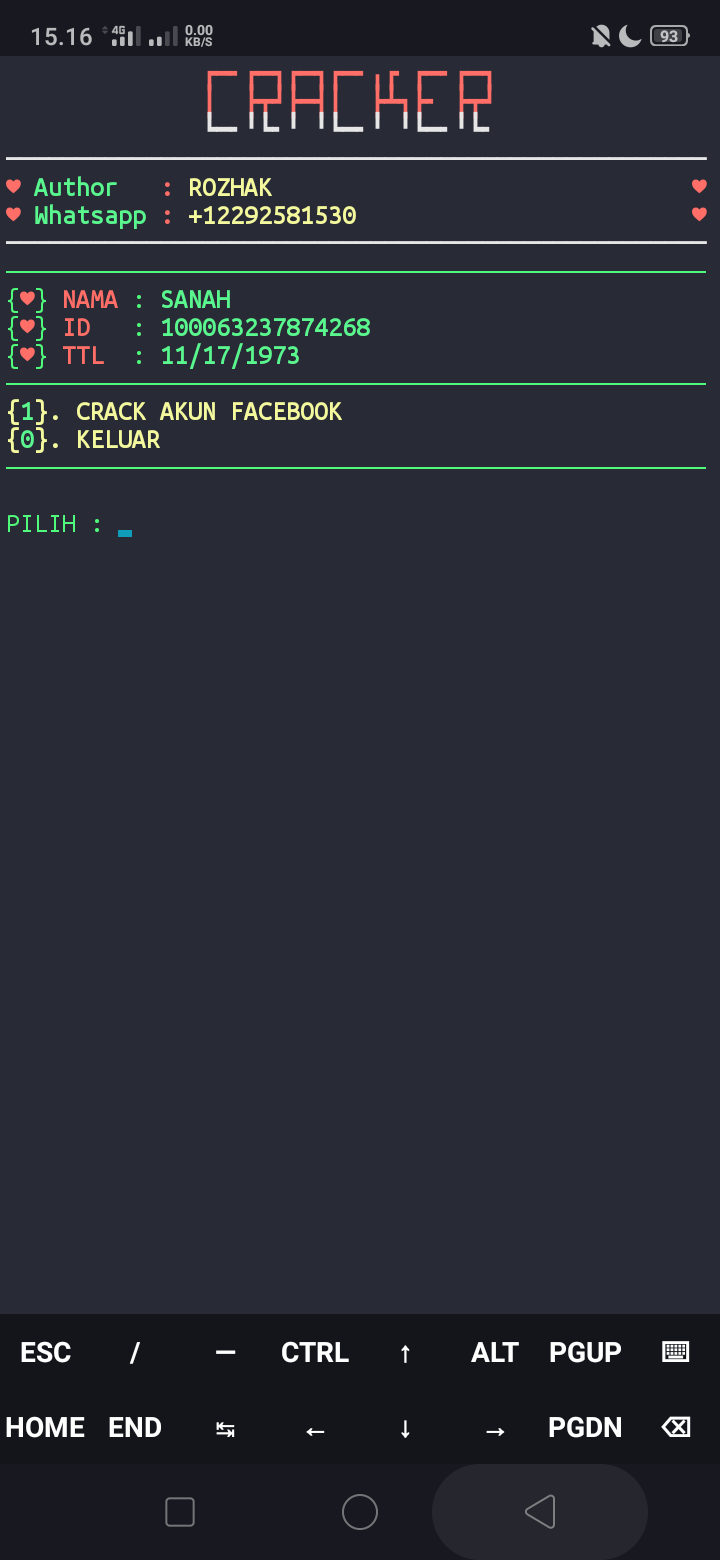 15.16 4G 0.00 KB/S 93
CRACKER
Author : ROZHAK
Whatsapp : +12292581530
{♥} NAMA : SANAH
{♥} ID : 100063237874268
{♥} TTL : 11/17/1973
{1}. CRACK AKUN FACEBOOK
{0}. KELUAR
PILIH :
ESC / — CTRL ↑ ALT PGUP
HOME END ↹ ← ↓ → PGDN